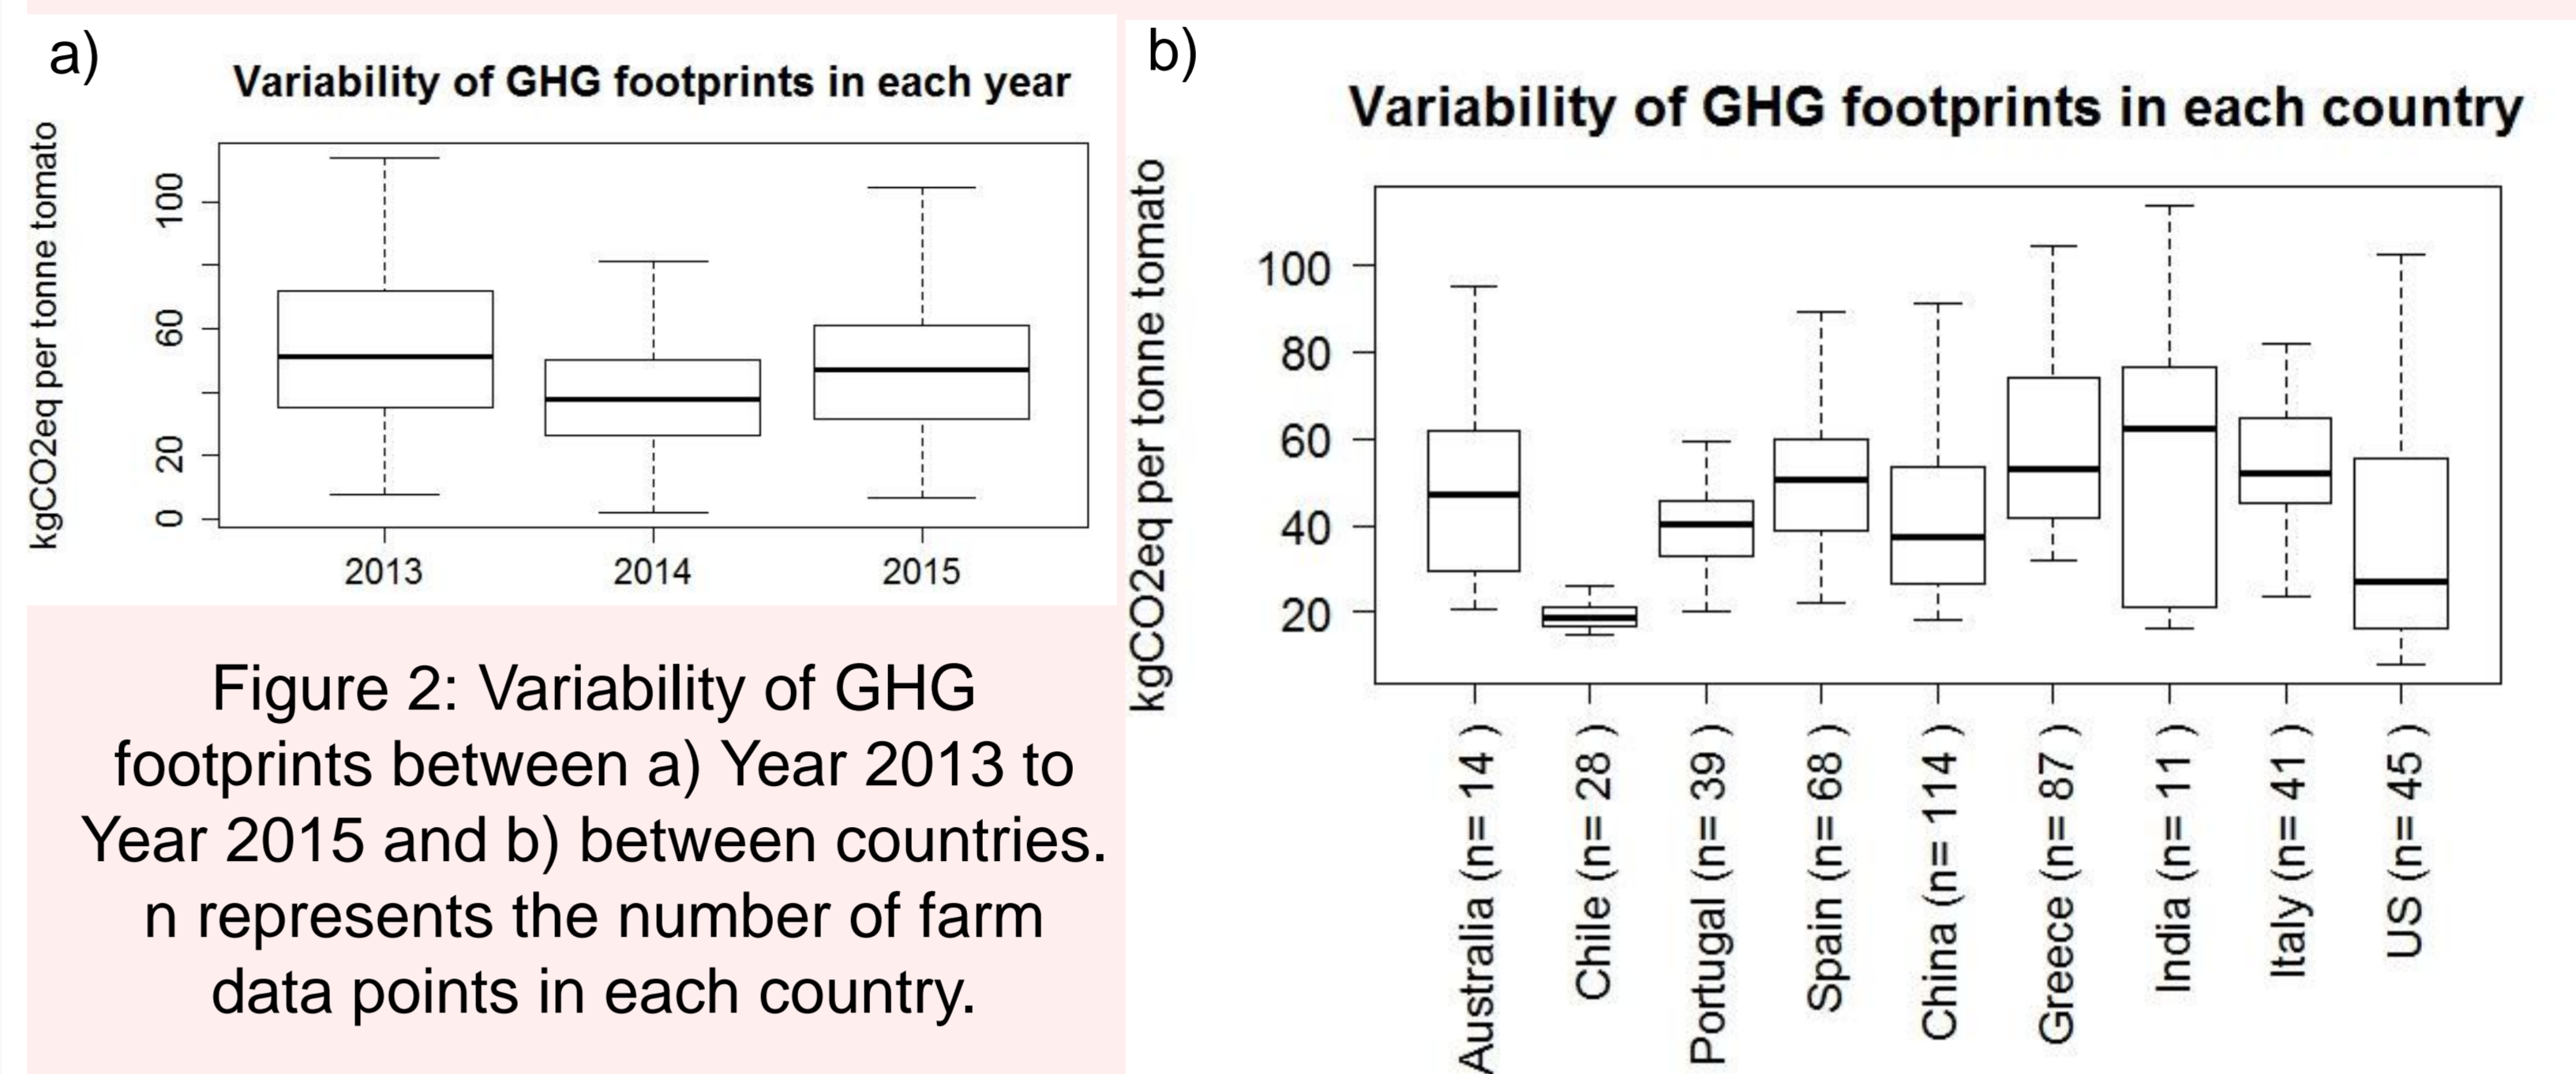 a)
Variability of GHG footprints in each year
kgCO2eq per tonne tomato
100
60
20
0
2013
2014
2015
Figure 2: Variability of GHG
footprints between a) Year 2013 to
Year 2015 and b) between countries.
n represents the number of farm
data points in each country.
b)
Variability of GHG footprints in each country
kgCO2eq per tonne tomato
100
80
60
40
20
Australia (n= 14 )
Chile (n= 28 )
Portugal (n= 39 )
Spain (n= 68 )
China (n= 114 )
Greece (n= 87 )
India (n= 11 )
Italy (n= 41 )
US (n= 45 )